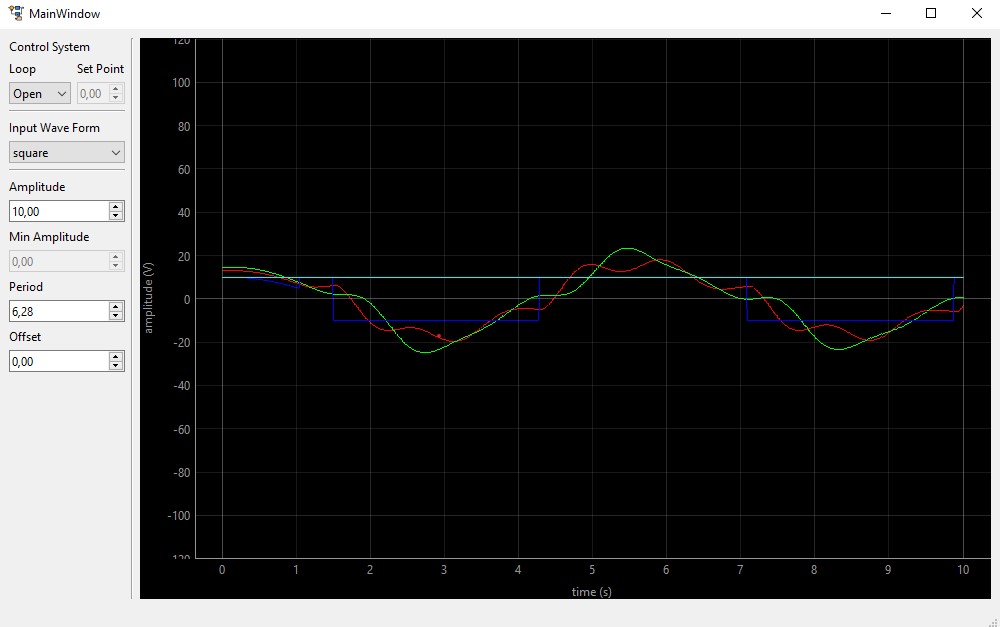 MainWindow
Control System
Loop Set Point
Open 0,00
Input Wave Form
square
Amplitude
10,00
Min Amplitude
0,00
Period
6,28
Offset
0,00
amplitude (V)
120
100
80
60
40
20
0
-20
-40
-60
-80
-100
-120
0 1 2 3 4 5 6 7 8 9 10
time (s)